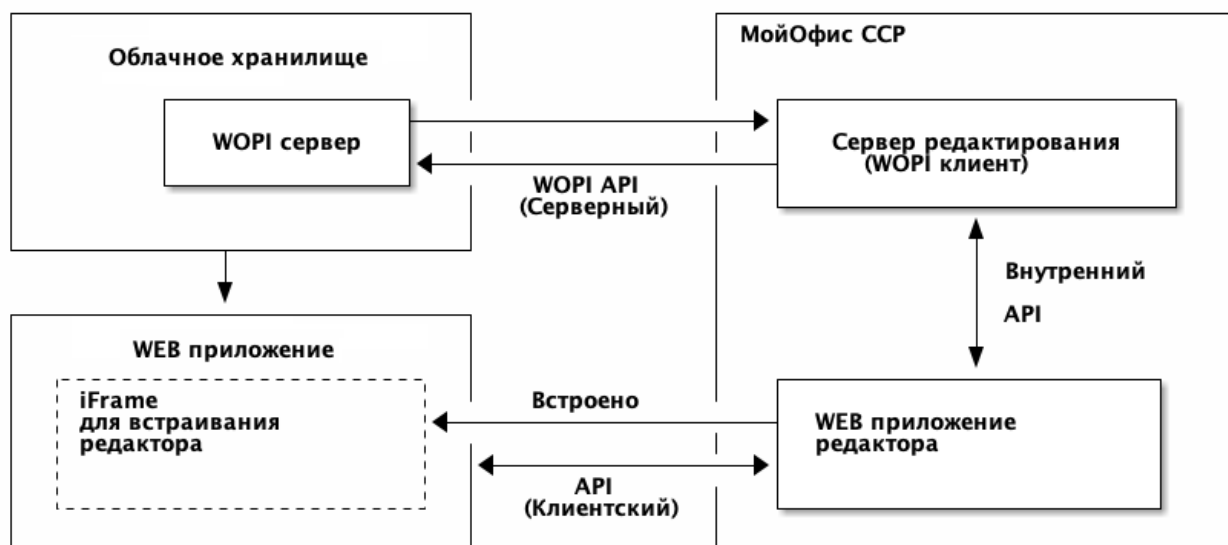 Облачное хранилище
WOPI сервер
МойОфис CCP
Сервер редактирования
(WOPI клиент)
WOPI API
(Серверный)
Внутренний
API
WEB приложение
iFrame
для встраивания
редактора
Встроено
API
(Клиентский)
WEB приложение
редактора